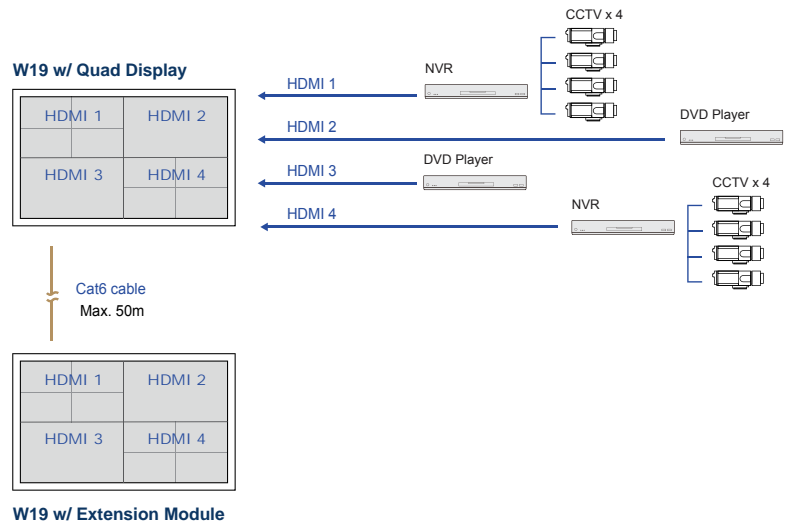 CCTV x 4
W19 w/ Quad Display
NVR
HDMI 1
HDMI 1
HDMI 2
DVD Player
HDMI 2
DVD Player
HDMI 3
HDMI 3
HDMI 4
CCTV x 4
NVR
HDMI 4
Cat6 cable
Max. 50m
HDMI 1
HDMI 2
HDMI 3
HDMI 4
W19 w/ Extension Module